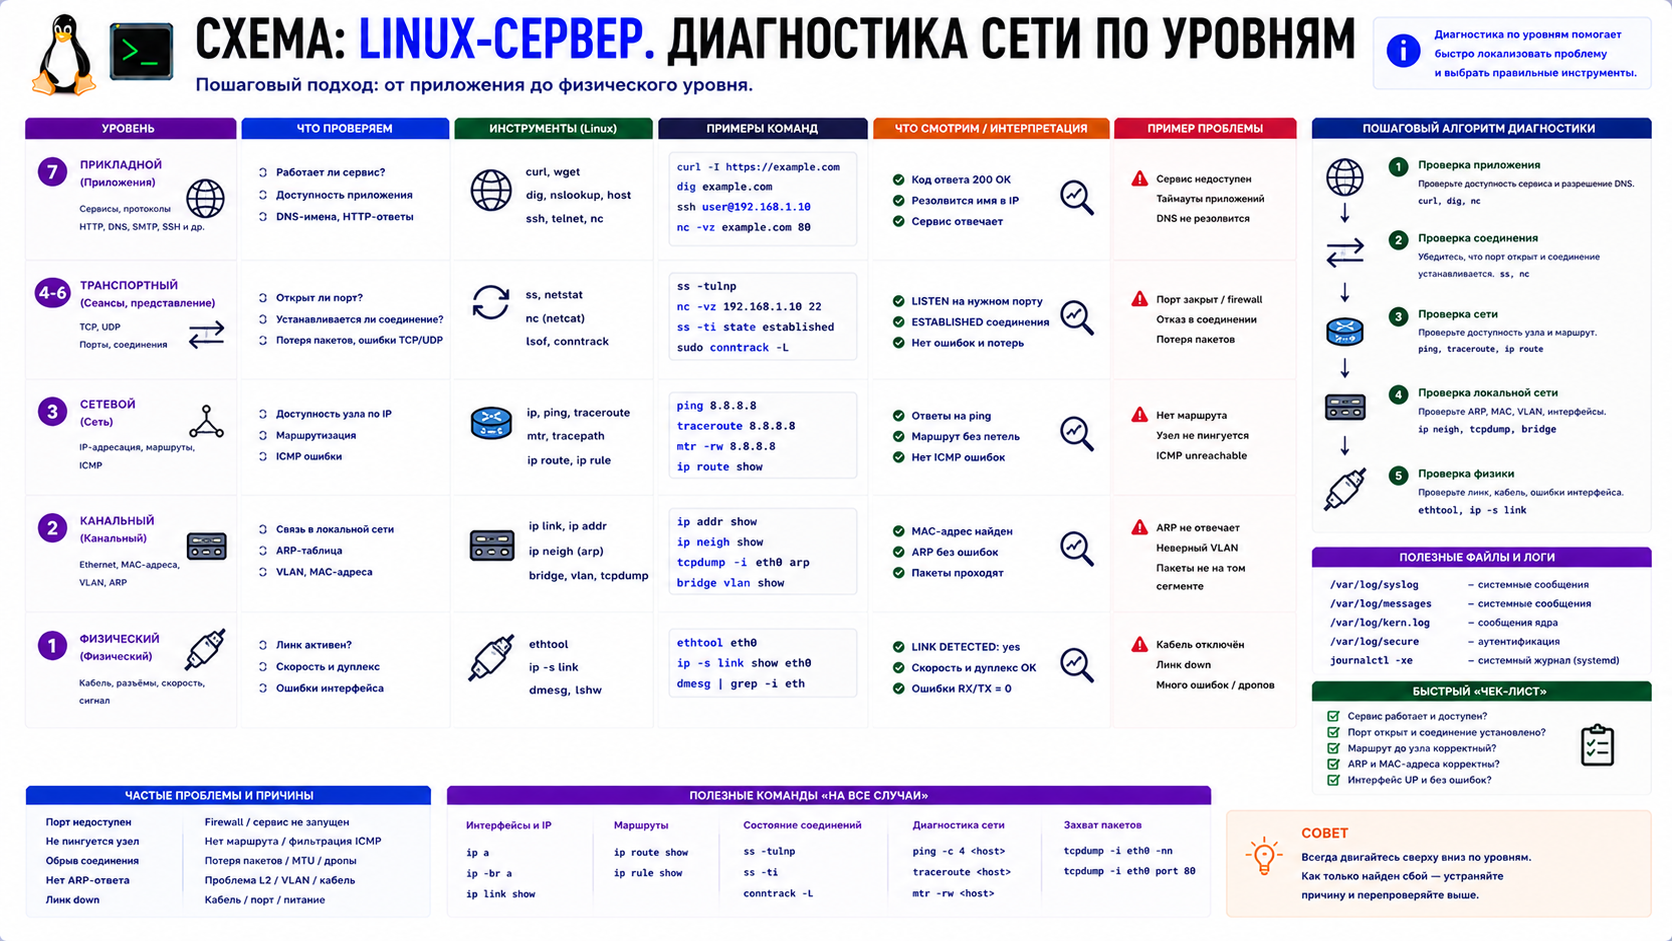 >_
СХЕМА: LINUX-СЕРВЕР. ДИАГНОСТИКА СЕТИ ПО УРОВНЯМ
Пошаговый подход: от приложения до физического уровня.
i
Диагностика по уровням помогает
быстро локализовать проблему
и выбрать правильные инструменты.
УРОВЕНЬ
ЧТО ПРОВЕРЯЕМ
ИНСТРУМЕНТЫ (Linux)
ПРИМЕРЫ КОМАНД
ЧТО СМОТРИМ / ИНТЕРПРЕТАЦИЯ
ПРИМЕР ПРОБЛЕМЫ
7
ПРИКЛАДНОЙ
(Приложения)
Сервисы, протоколы
HTTP, DNS, SMTP, SSH и др.
Работает ли сервис?
Доступность приложения
DNS-имена, HTTP-ответы
curl, wget
dig, nslookup, host
ssh, telnet, nc
curl -I https://example.com
dig example.com
ssh user@192.168.1.10
nc -vz example.com 80
Код ответа 200 OK
Резолвится имя в IP
Сервис отвечает
Сервис недоступен
Таймауты приложений
DNS не резолвится
4-6
ТРАНСПОРТНЫЙ
(Сеансы, представление)
TCP, UDP
Порты, соединения
Открыт ли порт?
Устанавливается ли соединение?
Потеря пакетов, ошибки TCP/UDP
ss, netstat
nc (netcat)
lsof, conntrack
ss -tulnp
nc -vz 192.168.1.10 22
ss -ti state established
sudo conntrack -L
LISTEN на нужном порту
ESTABLISHED соединения
Нет ошибок и потерь
Порт закрыт / firewall
Отказ в соединении
Потеря пакетов
3
СЕТЕВОЙ
(Сеть)
IP-адресация, маршруты,
ICMP
Доступность узла по IP
Маршрутизация
ICMP ошибки
ip, ping, traceroute
mtr, tracepath
ip route, ip rule
ping 8.8.8.8
traceroute 8.8.8.8
mtr -rw 8.8.8.8
ip route show
Ответы на ping
Маршрут без петель
Нет ICMP ошибок
Нет маршрута
Узел не пингуется
ICMP unreachable
2
КАНАЛЬНЫЙ
(Канальный)
Ethernet, MAC-адреса,
VLAN, ARP
Связь в локальной сети
ARP-таблица
VLAN, MAC-адреса
ip link, ip addr
ip neigh (arp)
bridge, vlan, tcpdump
ip addr show
ip neigh show
tcpdump -i eth0 arp
bridge vlan show
MAC-адрес найден
ARP без ошибок
Пакеты проходят
ARP не отвечает
Неверный VLAN
Пакеты не на том
сегменте
1
ФИЗИЧЕСКИЙ
(Физический)
Кабель, разъёмы, скорость,
сигнал
Линк активен?
Скорость и дуплекс
Ошибки интерфейса
ethtool
ip -s link
dmesg, lshw
ethtool eth0
ip -s link show eth0
dmesg | grep -i eth
LINK DETECTED: yes
Скорость и дуплекс OK
Ошибки RX/TX = 0
Кабель отключён
Линк down
Много ошибок / дропов
ПОШАГОВЫЙ АЛГОРИТМ ДИАГНОСТИКИ
1 Проверка приложения
Проверьте доступность сервиса и разрешение DNS.
curl, dig, nc
2 Проверка соединения
Убедитесь, что порт открыт и соединение
устанавливается. ss, nc
3 Проверка сети
Проверьте доступность узла и маршрут.
ping, traceroute, ip route
4 Проверка локальной сети
Проверьте ARP, MAC, VLAN, интерфейсы.
ip neigh, tcpdump, bridge
5 Проверка физики
Проверьте линк, кабель, ошибки интерфейса.
ethtool, ip -s link
ПОЛЕЗНЫЕ ФАЙЛЫ И ЛОГИ
/var/log/syslog – системные сообщения
/var/log/messages – системные сообщения
/var/log/kern.log – сообщения ядра
/var/log/secure – аутентификация
journalctl -xe – системный журнал (systemd)
БЫСТРЫЙ «ЧЕК-ЛИСТ»
Сервис работает и доступен?
Порт открыт и соединение установлено?
Маршрут до узла корректный?
ARP и MAC-адреса корректны?
Интерфейс UP и без ошибок?
ЧАСТЫЕ ПРОБЛЕМЫ И ПРИЧИНЫ
Порт недоступен Firewall / сервис не запущен
Не пингуется узел Нет маршрута / фильтрация ICMP
Обрыв соединения Потеря пакетов / MTU / дропы
Нет ARP-ответа Проблема L2 / VLAN / кабель
Линк down Кабель / порт / питание
ПОЛЕЗНЫЕ КОМАНДЫ «НА ВСЕ СЛУЧАИ»
Интерфейсы и IP
ip a
ip -br a
ip link show
Маршруты
ip route show
ip rule show
Состояние соединений
ss -tulnp
ss -ti
conntrack -L
Диагностика сети
ping -c 4 <host>
traceroute <host>
mtr -rw <host>
Захват пакетов
tcpdump -i eth0 -nn
tcpdump -i eth0 port 80
СОВЕТ
Всегда двигайтесь сверху вниз по уровням.
Как только найден сбой — устраняйте
причину и перепроверяйте выше.